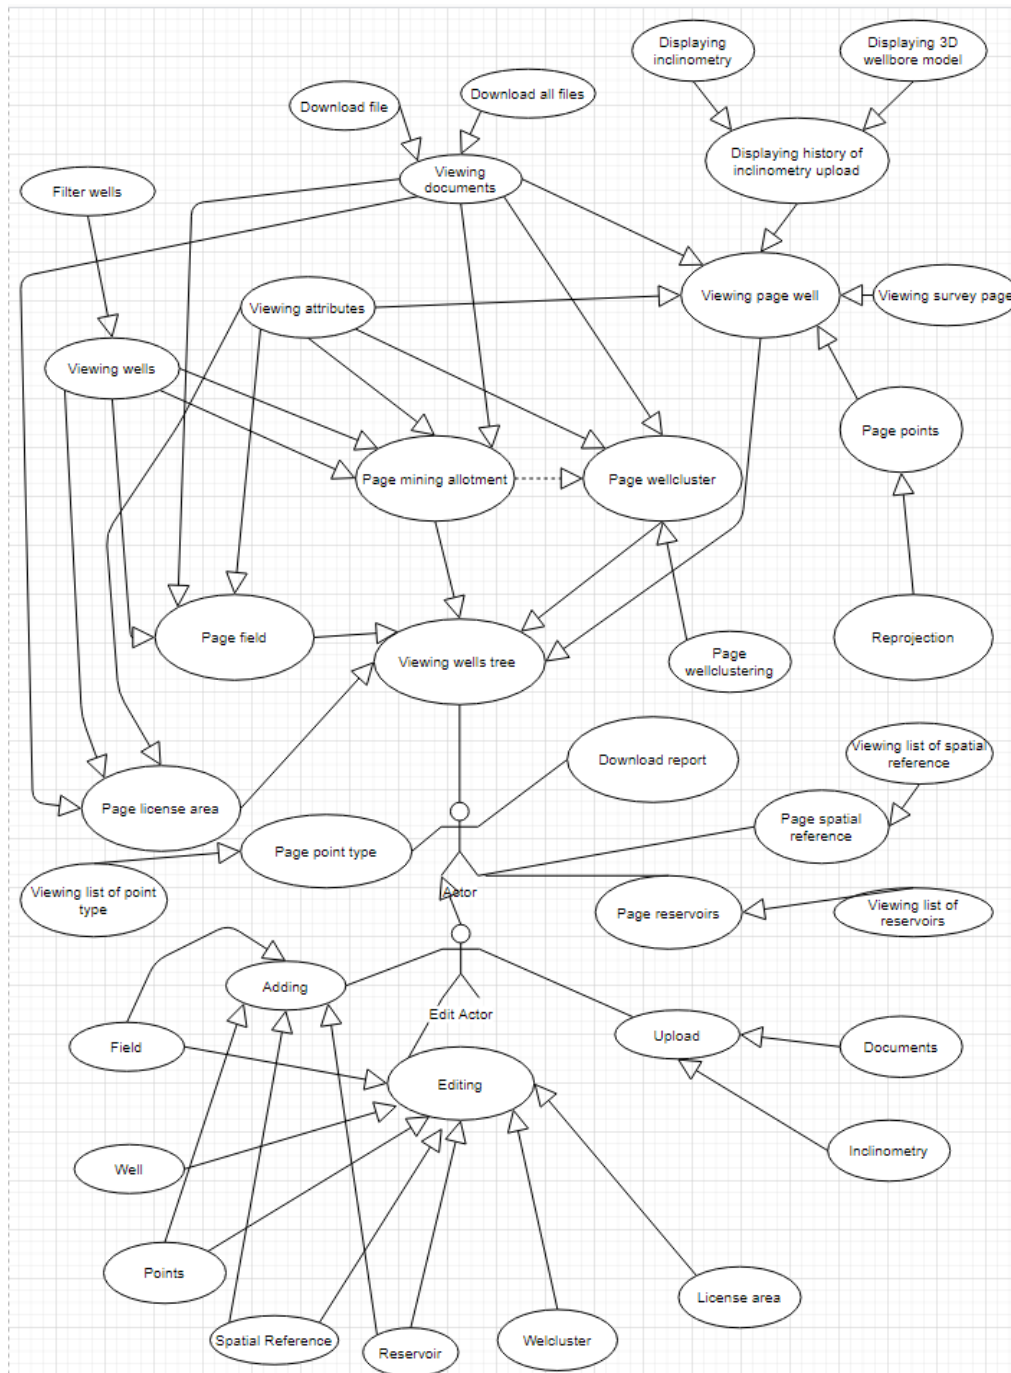 Displaying
inclinometry
Displaying 3D
wellbore model
Download file
Download all files
Displaying history of
inclinometry upload
Viewing
documents
Filter wells
Viewing attributes
Viewing page well
Viewing survey page
Viewing wells
Page points
Page mining allotment
Page wellcluster
Page field
Viewing wells tree
Page
wellclustering
Reprojection
Viewing list of spatial
reference
Download report
Page license area
Page spatial
reference
Page point type
Viewing list of point
type
Actor
Page reservoirs
Viewing list of
reservoirs
Adding
Edit Actor
Upload
Field
Documents
Editing
Well
Inclinometry
Points
License area
Spatial Reference
Reservoir
Welcluster